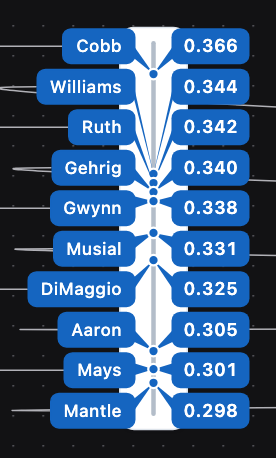 Cobb 0.366
Williams 0.344
Ruth 0.342
Gehrig 0.340
Gwynn 0.338
Musial 0.331
DiMaggio 0.325
Aaron 0.305
Mays 0.301
Mantle 0.298